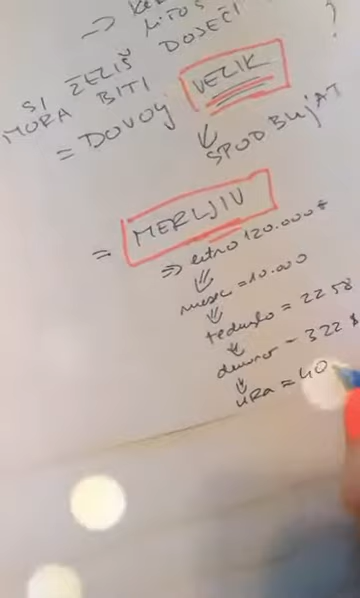 SI ŽELIŠ DOSEČI ?
MORA BITI
= DOVOLJ VELIK
SPODBUJAT
= MERLJIV
=> letno 120.000 €
mesec = 10.000
tedensko = 2258
dnevno - 322 $
URA = 40